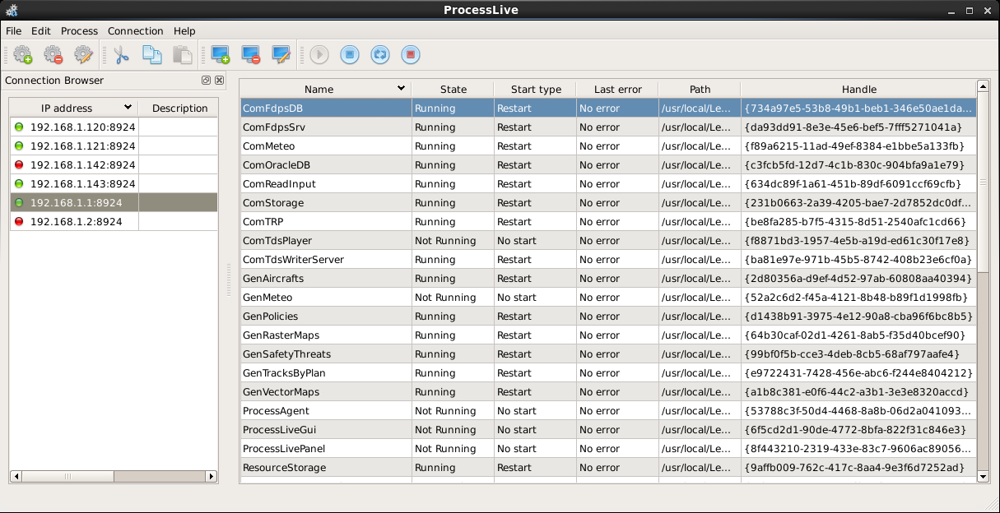 ProcessLive
File Edit Process Connection Help
Connection Browser
IP address Description
192.168.1.120:8924
192.168.1.121:8924
192.168.1.142:8924
192.168.1.143:8924
192.168.1.1:8924
192.168.1.2:8924
Name State Start type Last error Path Handle
ComFdpsDB Running Restart No error /usr/local/Le... {734a97e5-53b8-49b1-beb1-346e50ae1da...
ComFdpsSrv Running Restart No error /usr/local/Le... {da93dd91-8e3e-45e6-bef5-7fff5271041a}
ComMeteo Running Restart No error /usr/local/Le... {f89a6215-11ad-49ef-8384-e1bbe5a133fb}
ComOracleDB Running Restart No error /usr/local/Le... {c3fcb5fd-12d7-4c1b-830c-904bfa9a1e79}
ComReadInput Running Restart No error /usr/local/Le... {634dc89f-1a61-451b-89df-6091ccf69cfb}
ComStorage Running Restart No error /usr/local/Le... {231b0663-2a39-4205-bae7-2d7852dc0df...
ComTRP Running Restart No error /usr/local/Le... {be8fa285-b7f5-4315-8d51-2540afc1cd66}
ComTdsPlayer Not Running No start No error /usr/local/Le... {f8871bd3-1957-4e5b-a19d-ed61c30f17e8}
ComTdsWriterServer Running Restart No error /usr/local/Le... {ba81e97e-971b-45b5-8742-408b23e6cf0a}
GenAircrafts Running Restart No error /usr/local/Le... {2d80356a-d9ef-4d52-97ab-60808aa40394}
GenMeteo Not Running No start No error /usr/local/Le... {52a2c6d2-f45a-4121-8b48-b89f1d1998fb}
GenPolicies Running Restart No error /usr/local/Le... {d1438b91-3975-4e12-90a8-cba96f6bc8b5}
GenRasterMaps Running Restart No error /usr/local/Le... {64b30caf-02d1-4261-8ab5-f35d40bcef90}
GenSafetyThreats Running Restart No error /usr/local/Le... {99bf0f5b-cce3-4deb-8cb5-68af797aafe4}
GenTracksByPlan Running Restart No error /usr/local/Le... {e9722431-7428-456e-abc6-f244e8404212}
GenVectorMaps Running Restart No error /usr/local/Le... {a1b8c381-e0f6-44c2-a3b1-3e3e8320accd}
ProcessAgent Not Running No start No error /usr/local/Le... {53788c3f-50d4-4468-8a8b-06d2a041093...
ProcessLiveGui Not Running No start No error /usr/local/Le... {6f5cd2d1-90de-4772-8bfa-822f31c846e3}
ProcessLivePanel Not Running No start No error /usr/local/Le... {8f443210-2319-433e-83c7-9606ac89056...
ResourceStorage Running Restart No error /usr/local/Le... {9affb009-762c-417c-8aa4-9e3f6d7252ad}